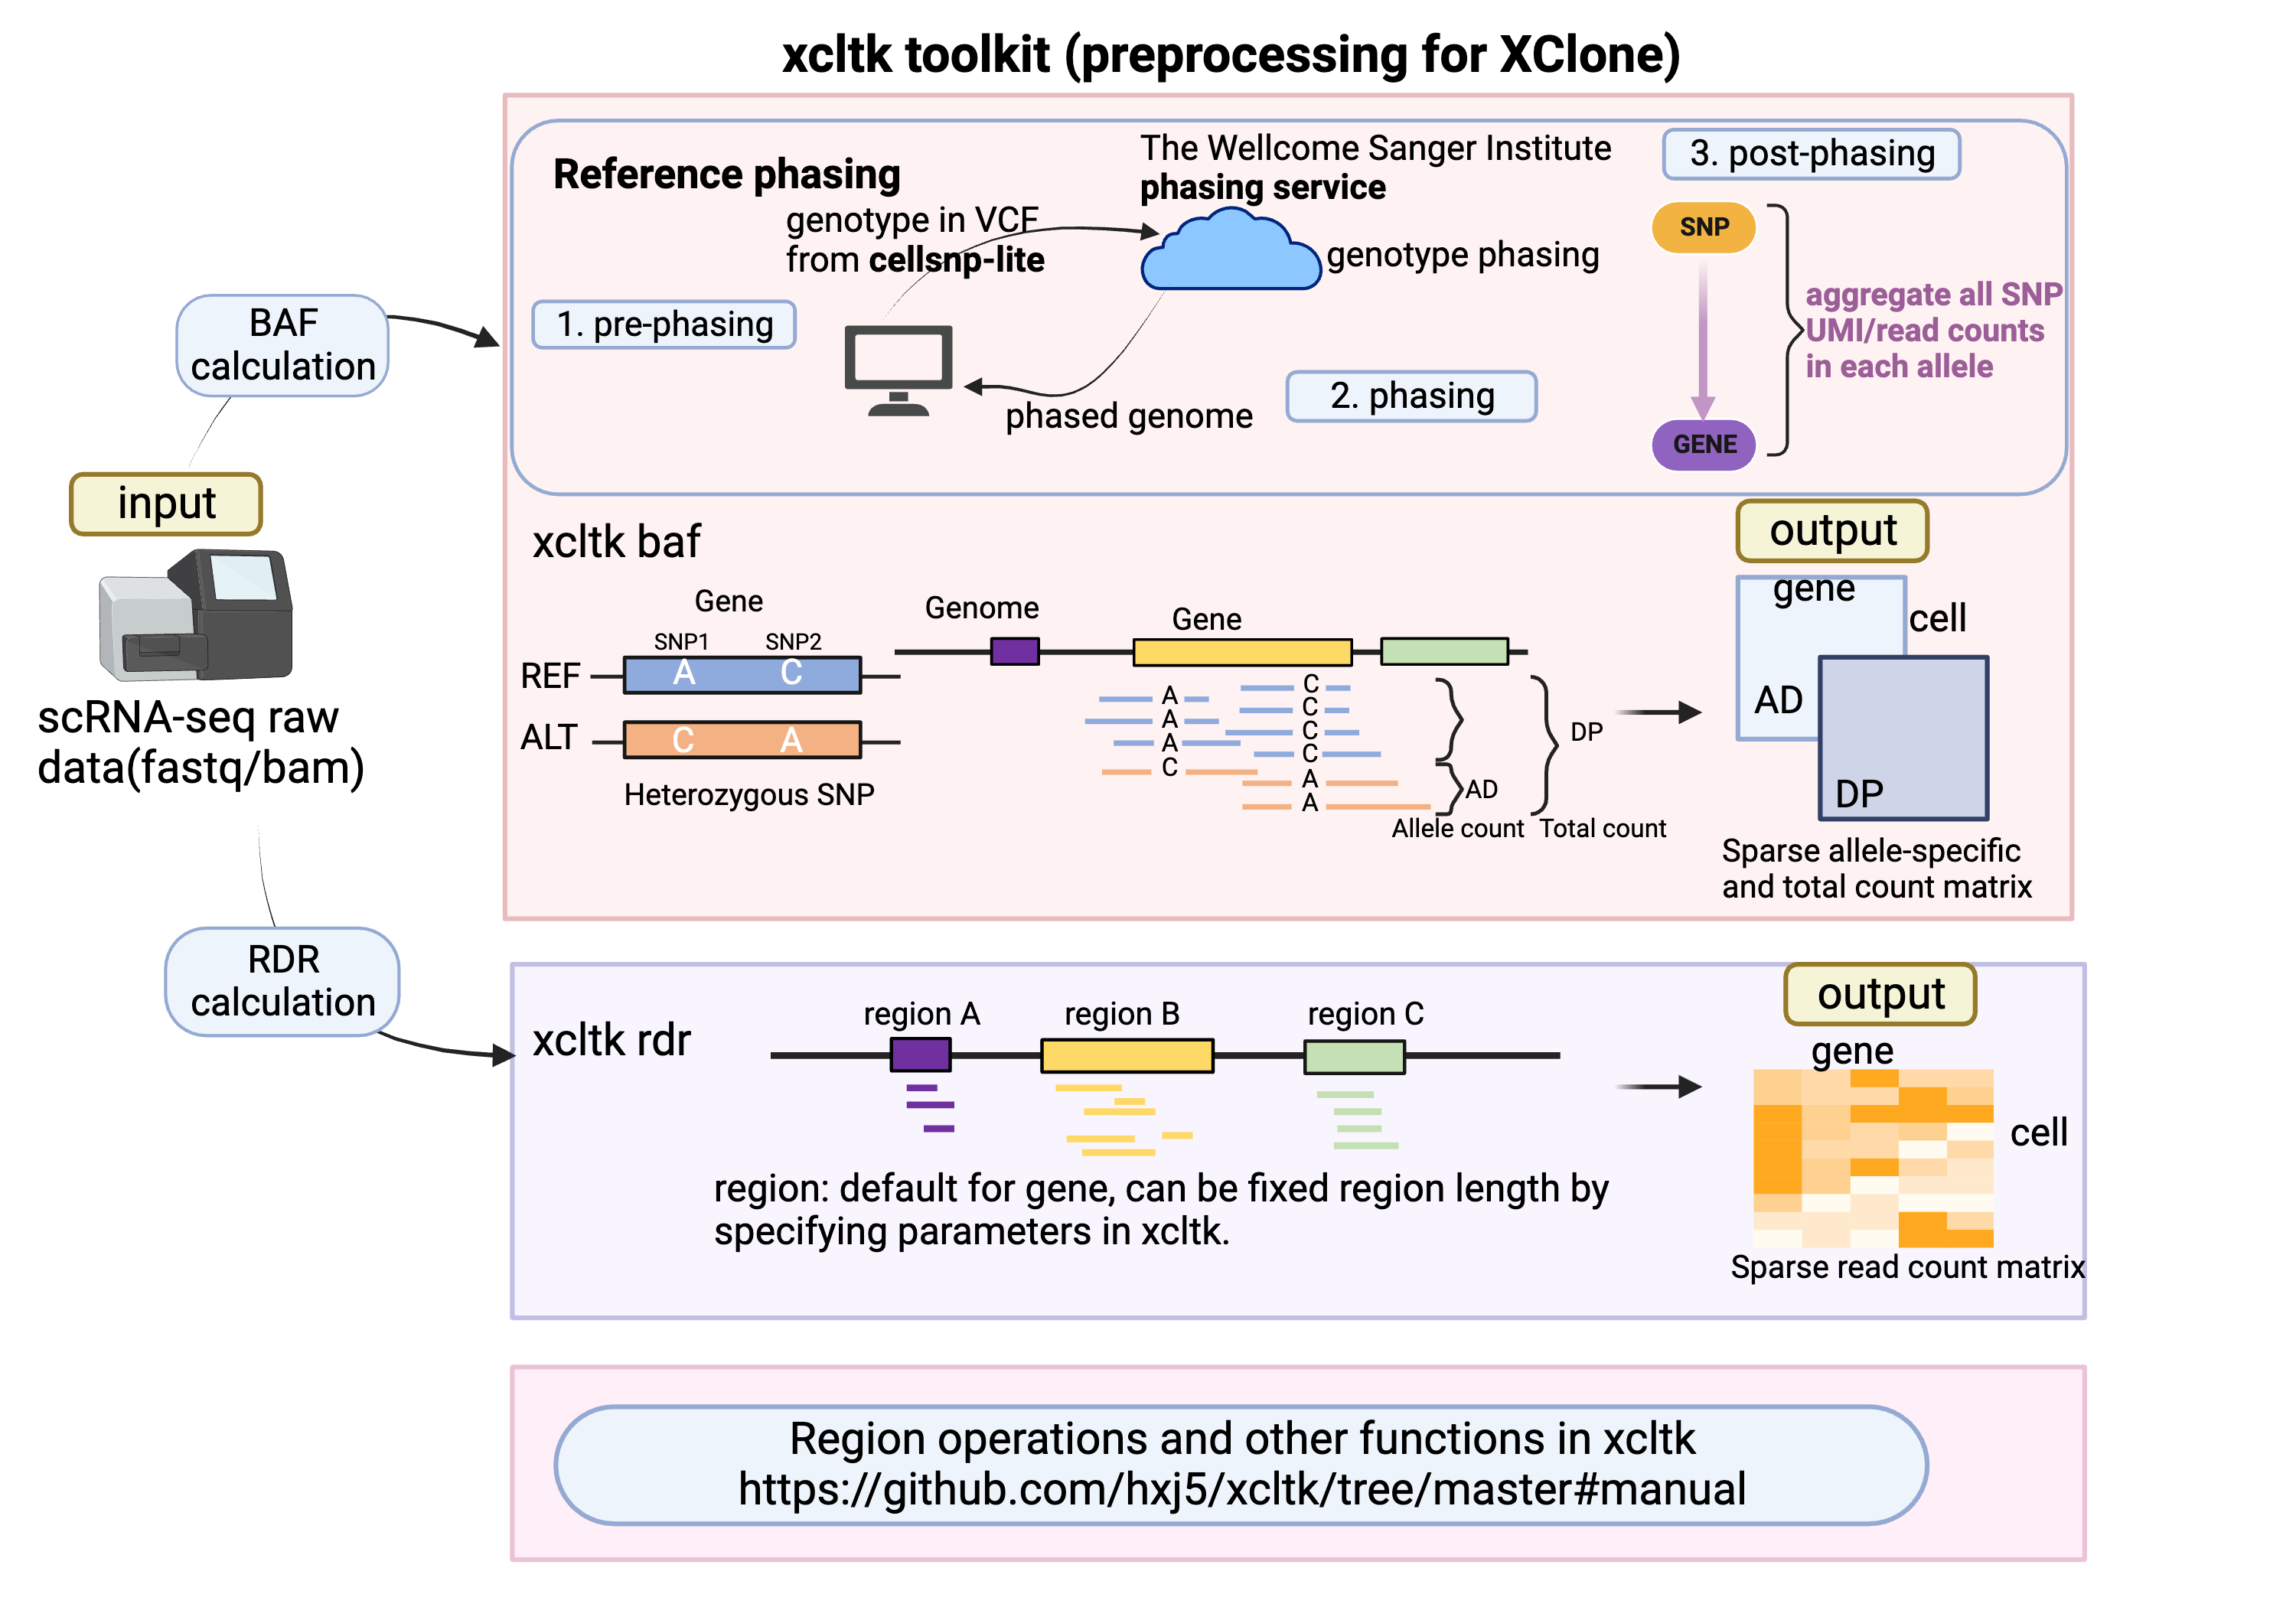 xcltk toolkit (preprocessing for XClone)
Reference phasing
The Wellcome Sanger Institute
phasing service
3. post-phasing
genotype in VCF
from cellsnp-lite
genotype phasing
SNP
1. pre-phasing
aggregate all SNP
UMI/read counts
in each allele
2. phasing
phased genome
GENE
BAF
calculation
input
scRNA-seq raw
data(fastq/bam)
RDR
calculation
xcltk baf
Gene
SNP1 SNP2
REF
A C
ALT
C A
Heterozygous SNP
Genome
Gene
A
A
A
C
C
C
C
C
A
A
AD
DP
Allele count
Total count
output
gene
cell
AD
DP
Sparse allele-specific
and total count matrix
xcltk rdr
region A
region B
region C
region: default for gene, can be fixed region length by
specifying parameters in xcltk.
output
gene
cell
Sparse read count matrix
Region operations and other functions in xcltk
https://github.com/hxj5/xcltk/tree/master#manual